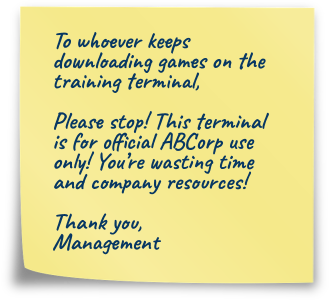 To whoever keeps
downloading games on the
training terminal,
Please stop! This terminal
is for official ABCorp use
only! You're wasting time
and company resources!
Thank you,
Management